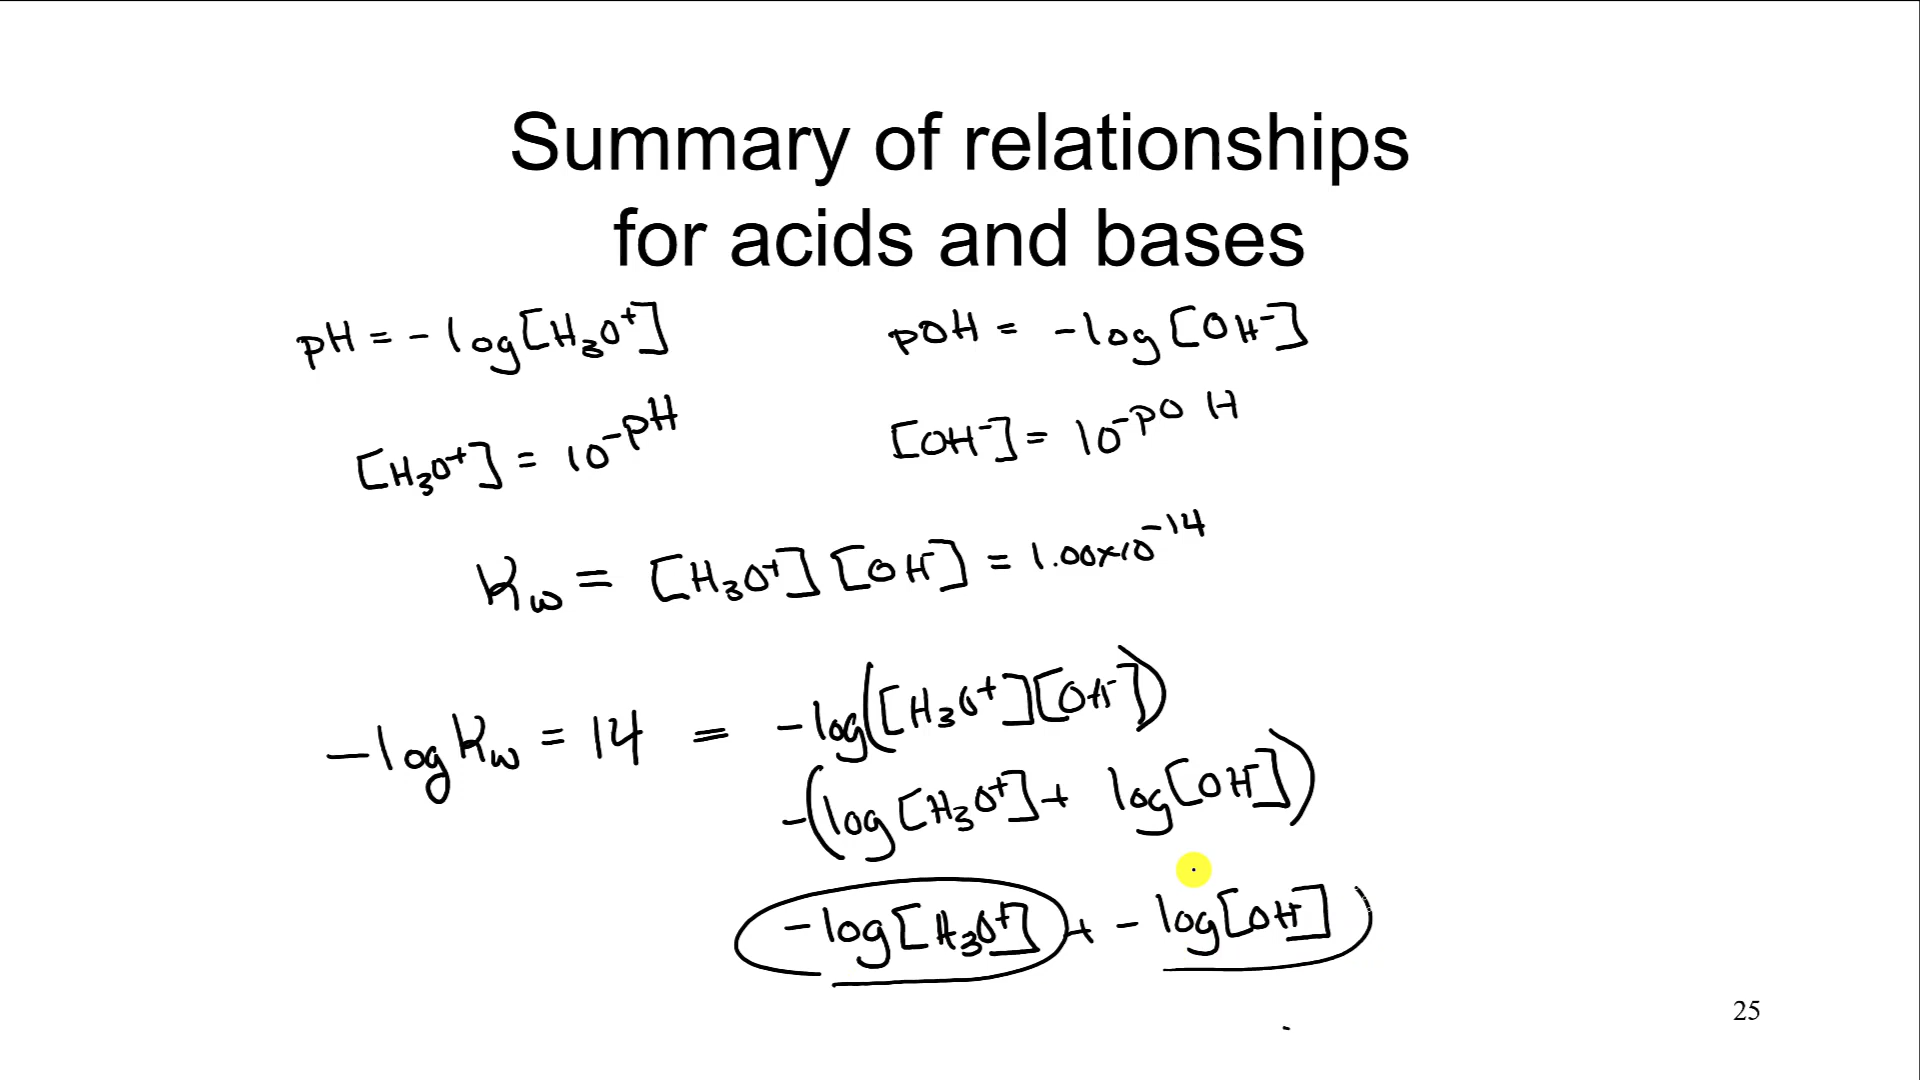 Summary of relationships
for acids and bases
pH = -log[H₃O⁺]
pOH = -log[OH⁻]
[H₃O⁺] = 10⁻ᵖᴴ
[OH⁻] = 10⁻ᵖᴼᴴ
Kw = [H₃O⁺][OH⁻] = 1.00×10⁻¹⁴
-log Kw = 14 = -log([H₃O⁺][OH⁻])
-(log[H₃O⁺] + log[OH⁻])
-log[H₃O⁺] + -log[OH⁻]
25